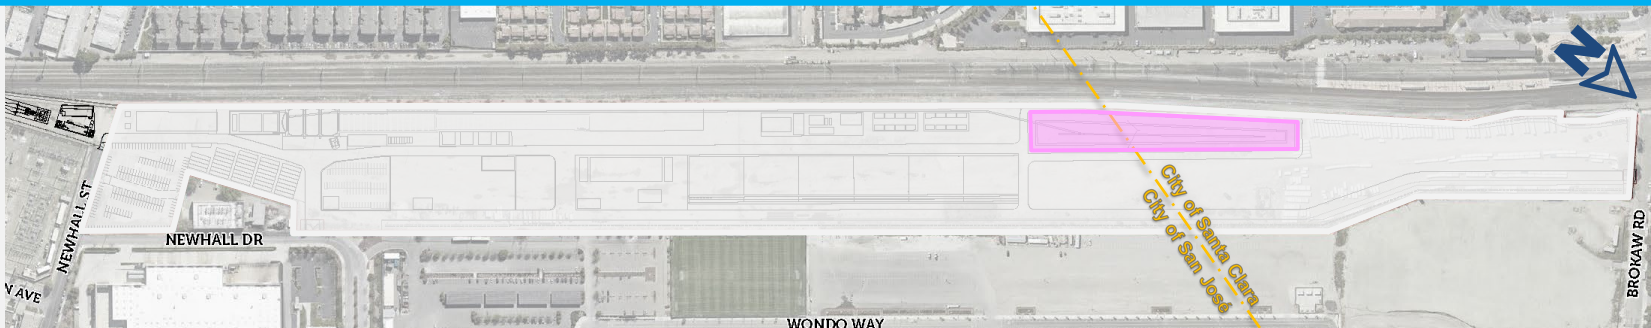 N
City of Santa Clara
City of San José
NEWHALL ST
NEWHALL DR
BROKAW RD
N AVE
WONDO WAY